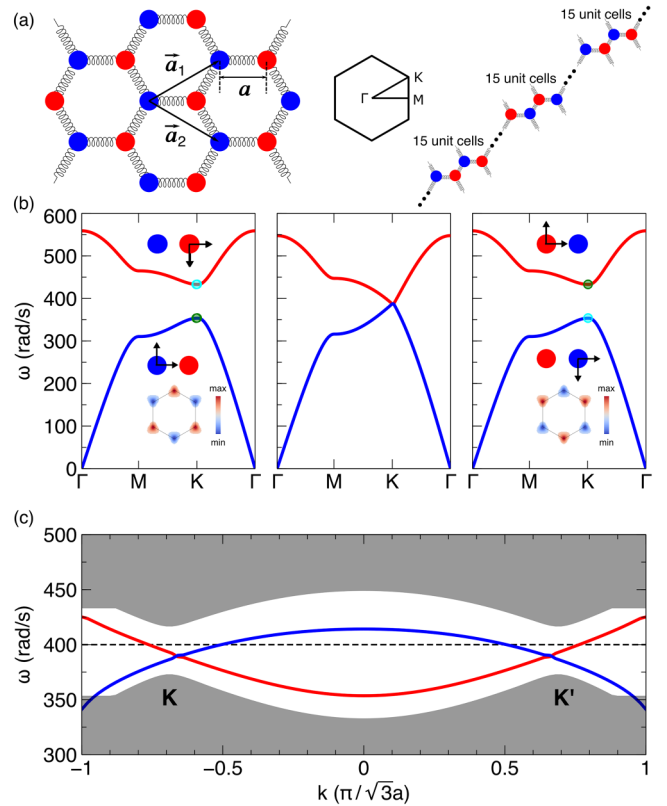 (a)
15 unit cells
15 unit cells
15 unit cells
a⃗1
a
a⃗2
K
Γ
M
(b)
ω (rad/s)
600
500
400
300
200
100
0
max
min
Γ M K Γ
M K Γ
max
min
Γ M K Γ
(c)
ω (rad/s)
500
450
400
350
300
K K'
-1 -0.5 0 0.5 1
k (π/√3a)